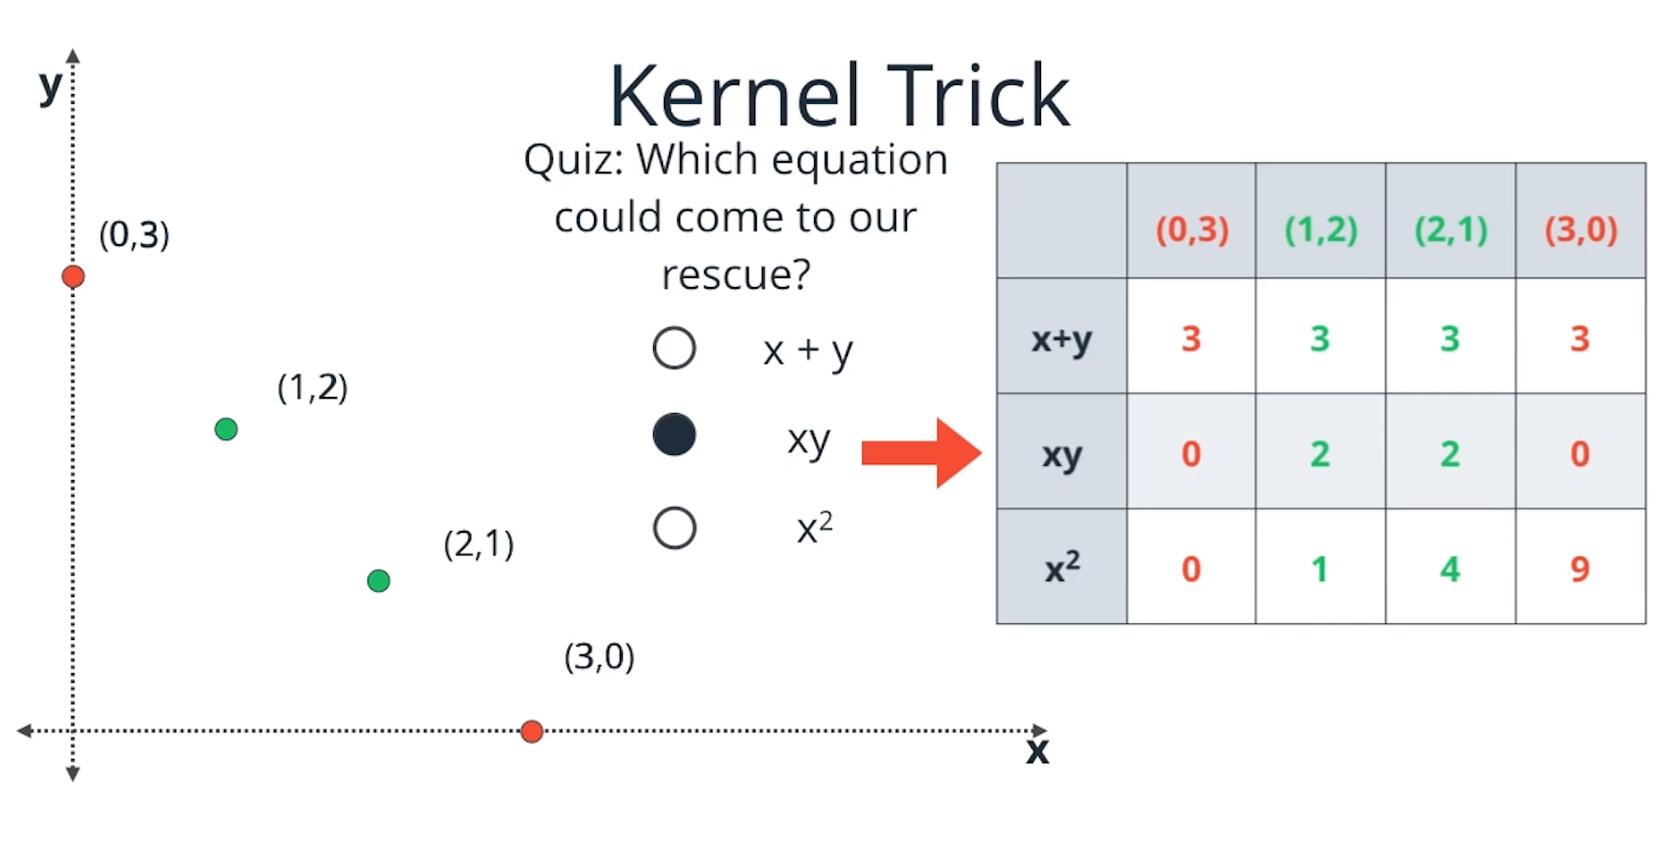 Kernel Trick
y
Quiz: Which equation
could come to our
rescue?
x + y
xy
x²
(0,3)
(1,2)
(2,1)
(3,0)
x
(0,3) (1,2) (2,1) (3,0)
x+y 3 3 3 3
xy 0 2 2 0
x² 0 1 4 9